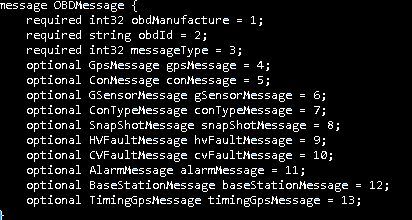 message OBDMessage {
required int32 obdManufacture = 1;
required string obdId = 2;
required int32 messageType = 3;
optional GpsMessage gpsMessage = 4;
optional ConMessage conMessage = 5;
optional GSensorMessage gSensorMessage = 6;
optional ConTypeMessage conTypeMessage = 7;
optional SnapShotMessage snapShotMessage = 8;
optional HVFaultMessage hvFaultMessage = 9;
optional CVFaultMessage cvFaultMessage = 10;
optional AlarmMessage alarmMessage = 11;
optional BaseStationMessage baseStationMessage = 12;
optional TimingGpsMessage timingGpsMessage = 13;
}